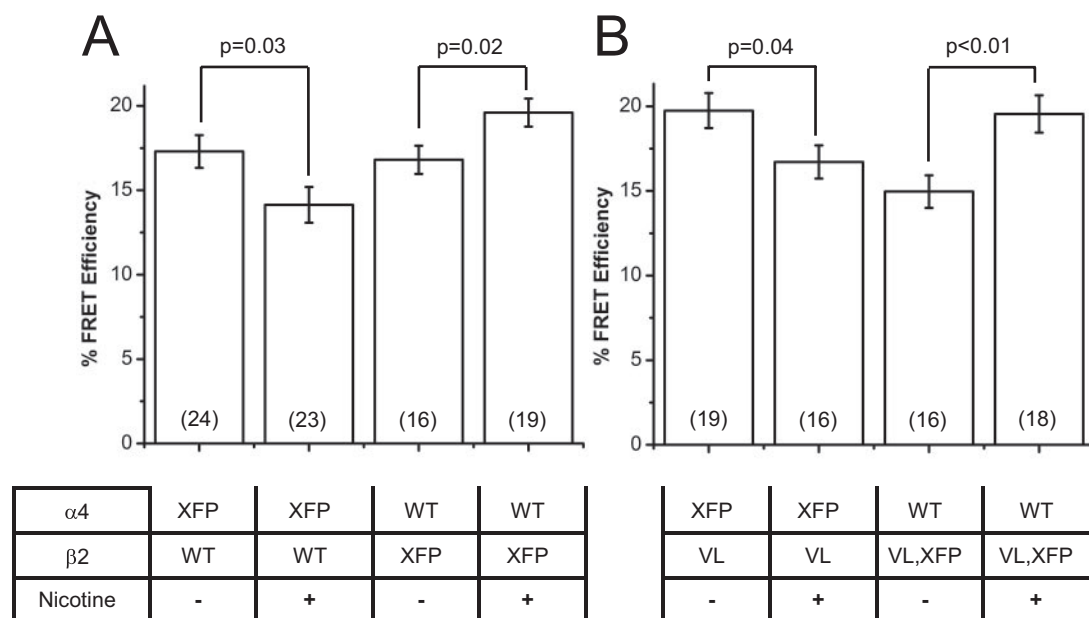 A
B
p=0.03
p=0.02
p=0.04
p<0.01
% FRET Efficiency
20
15
10
5
0
(24)
(23)
(16)
(19)
% FRET Efficiency
20
15
10
5
0
(19)
(16)
(16)
(18)
α4 XFP XFP WT WT XFP XFP WT WT
β2 WT WT XFP XFP VL VL VL,XFP VL,XFP
Nicotine - + - + - + - +